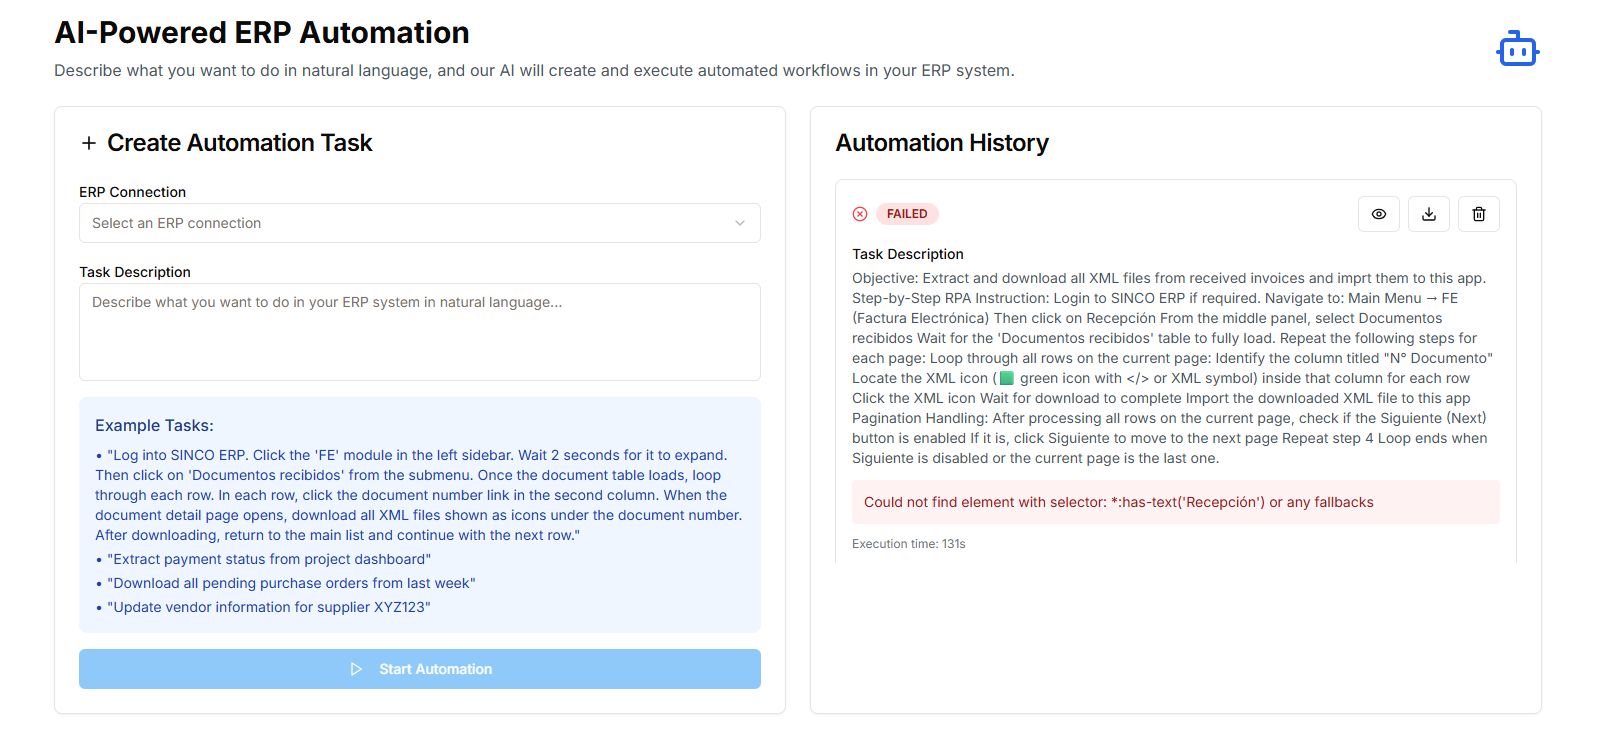 AI-Powered ERP Automation
Describe what you want to do in natural language, and our AI will create and execute automated workflows in your ERP system.
Create Automation Task
ERP Connection
Select an ERP connection
Task Description
Describe what you want to do in your ERP system in natural language...
Example Tasks:
• "Log into SINCO ERP. Click the 'FE' module in the left sidebar. Wait 2 seconds for it to expand.
Then click on 'Documentos recibidos' from the submenu. Once the document table loads, loop
through each row. In each row, click the document number link in the second column. When the
document detail page opens, download all XML files shown as icons under the document number.
After downloading, return to the main list and continue with the next row."
• "Extract payment status from project dashboard"
• "Download all pending purchase orders from last week"
• "Update vendor information for supplier XYZ123"
Start Automation
Automation History
FAILED
Task Description
Objective: Extract and download all XML files from received invoices and imprt them to this app.
Step-by-Step RPA Instruction: Login to SINCO ERP if required. Navigate to: Main Menu → FE
(Factura Electrónica) Then click on Recepción From the middle panel, select Documentos
recibidos Wait for the 'Documentos recibidos' table to fully load. Repeat the following steps for
each page: Loop through all rows on the current page: Identify the column titled "N° Documento"
Locate the XML icon (🟩 green icon with </> or XML symbol) inside that column for each row
Click the XML icon Wait for download to complete Import the downloaded XML file to this app
Pagination Handling: After processing all rows on the current page, check if the Siguiente (Next)
button is enabled If it is, click Siguiente to move to the next page Repeat step 4 Loop ends when
Siguiente is disabled or the current page is the last one.
Could not find element with selector: *:has-text('Recepción') or any fallbacks
Execution time: 131s